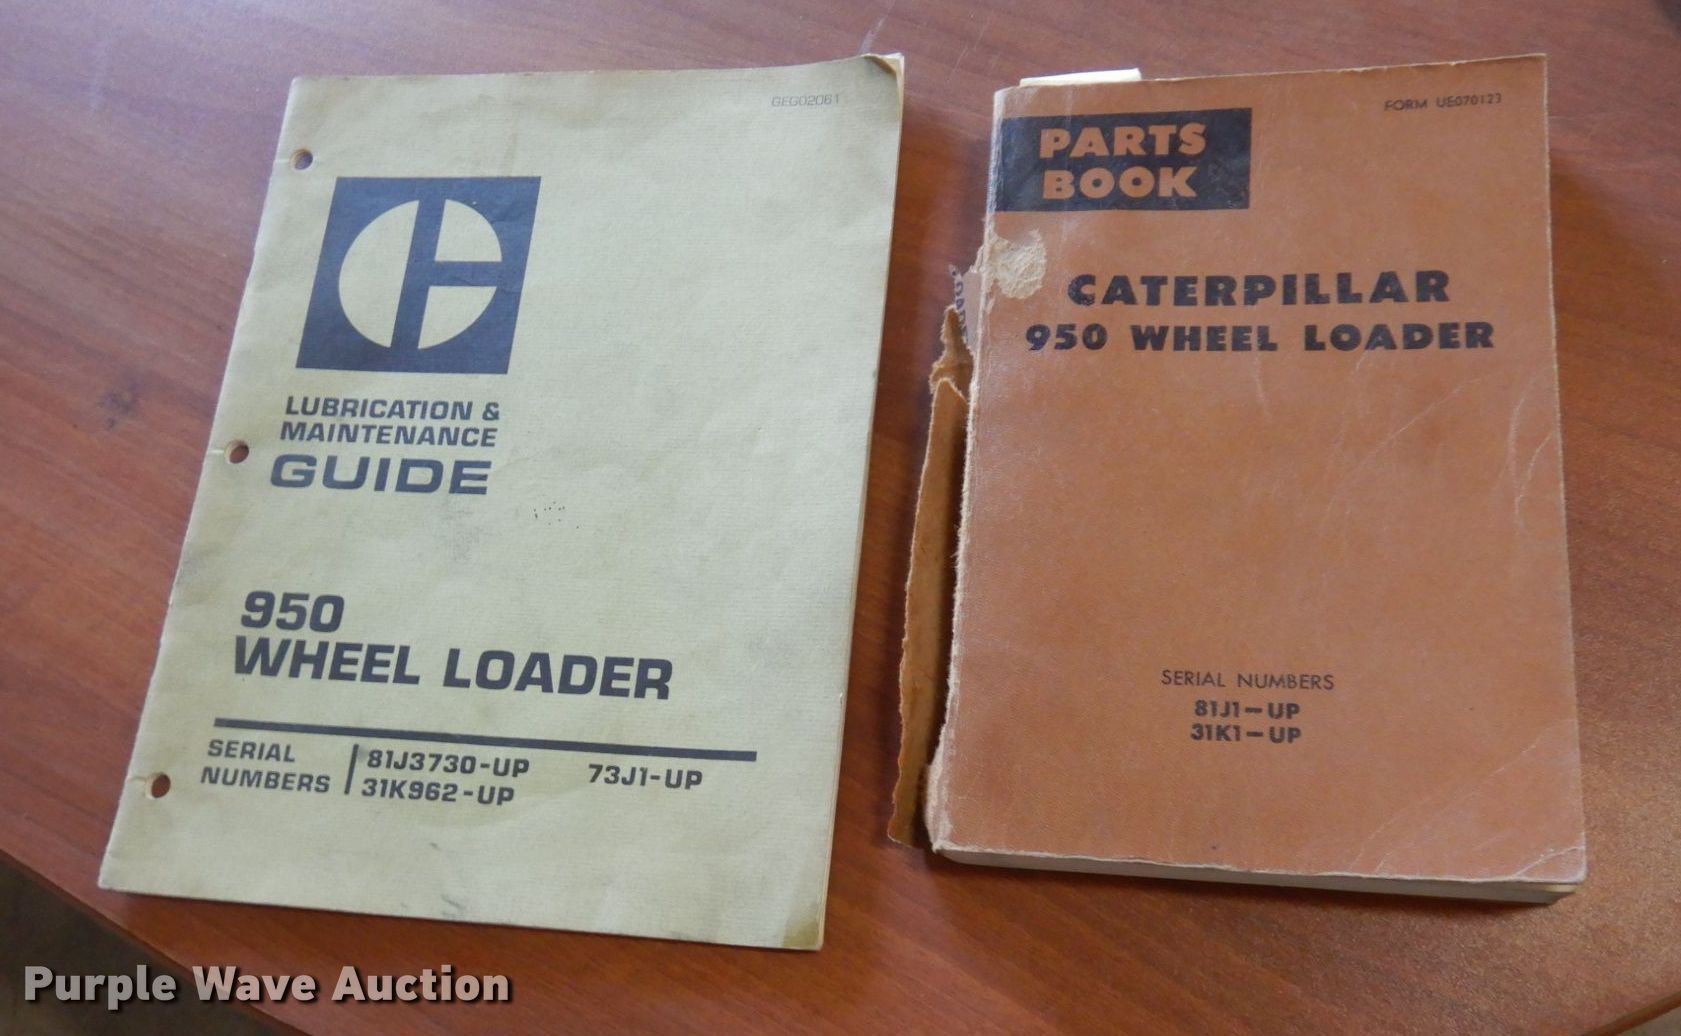 GEG02061
LUBRICATION &
MAINTENANCE
GUIDE
950
WHEEL LOADER
SERIAL
NUMBERS
81J3730-UP
31K962-UP
73J1-UP
FORM UE070123
PARTS
BOOK
CATERPILLAR
950 WHEEL LOADER
SERIAL NUMBERS
81J1-UP
31K1-UP
Purple Wave Auction